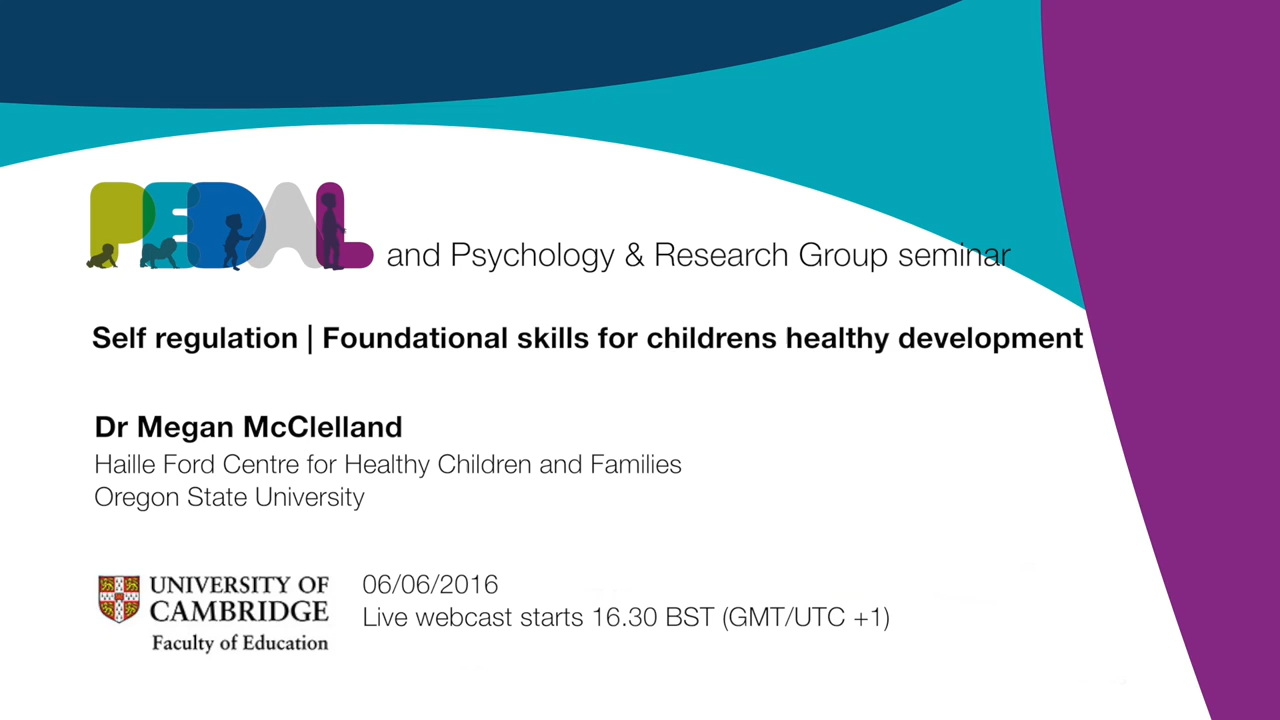 PEDAL and Psychology & Research Group seminar
Self regulation | Foundational skills for childrens healthy development
Dr Megan McClelland
Haille Ford Centre for Healthy Children and Families
Oregon State University
UNIVERSITY OF
CAMBRIDGE
Faculty of Education
06/06/2016
Live webcast starts 16.30 BST (GMT/UTC +1)